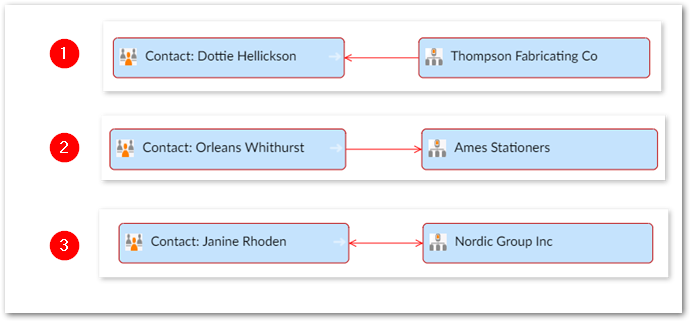 1
Contact: Dottie Hellickson
Thompson Fabricating Co
2
Contact: Orleans Whithurst
Ames Stationers
3
Contact: Janine Rhoden
Nordic Group Inc